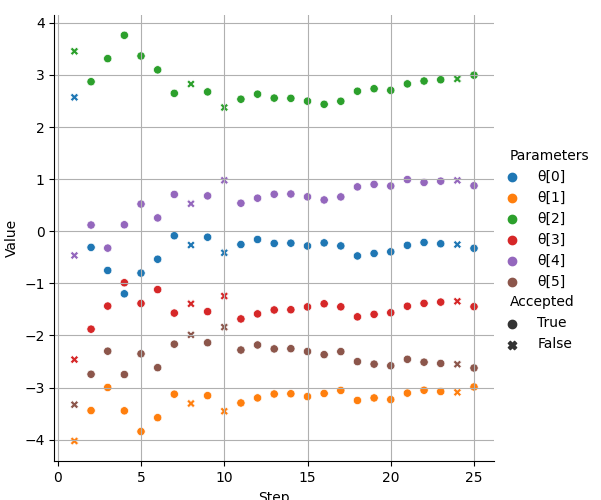 4
3
2
1
0
−1
−2
−3
−4
Value
0
5
10
15
20
25
Step
Parameters
θ[0]
θ[1]
θ[2]
θ[3]
θ[4]
θ[5]
Accepted
True
False